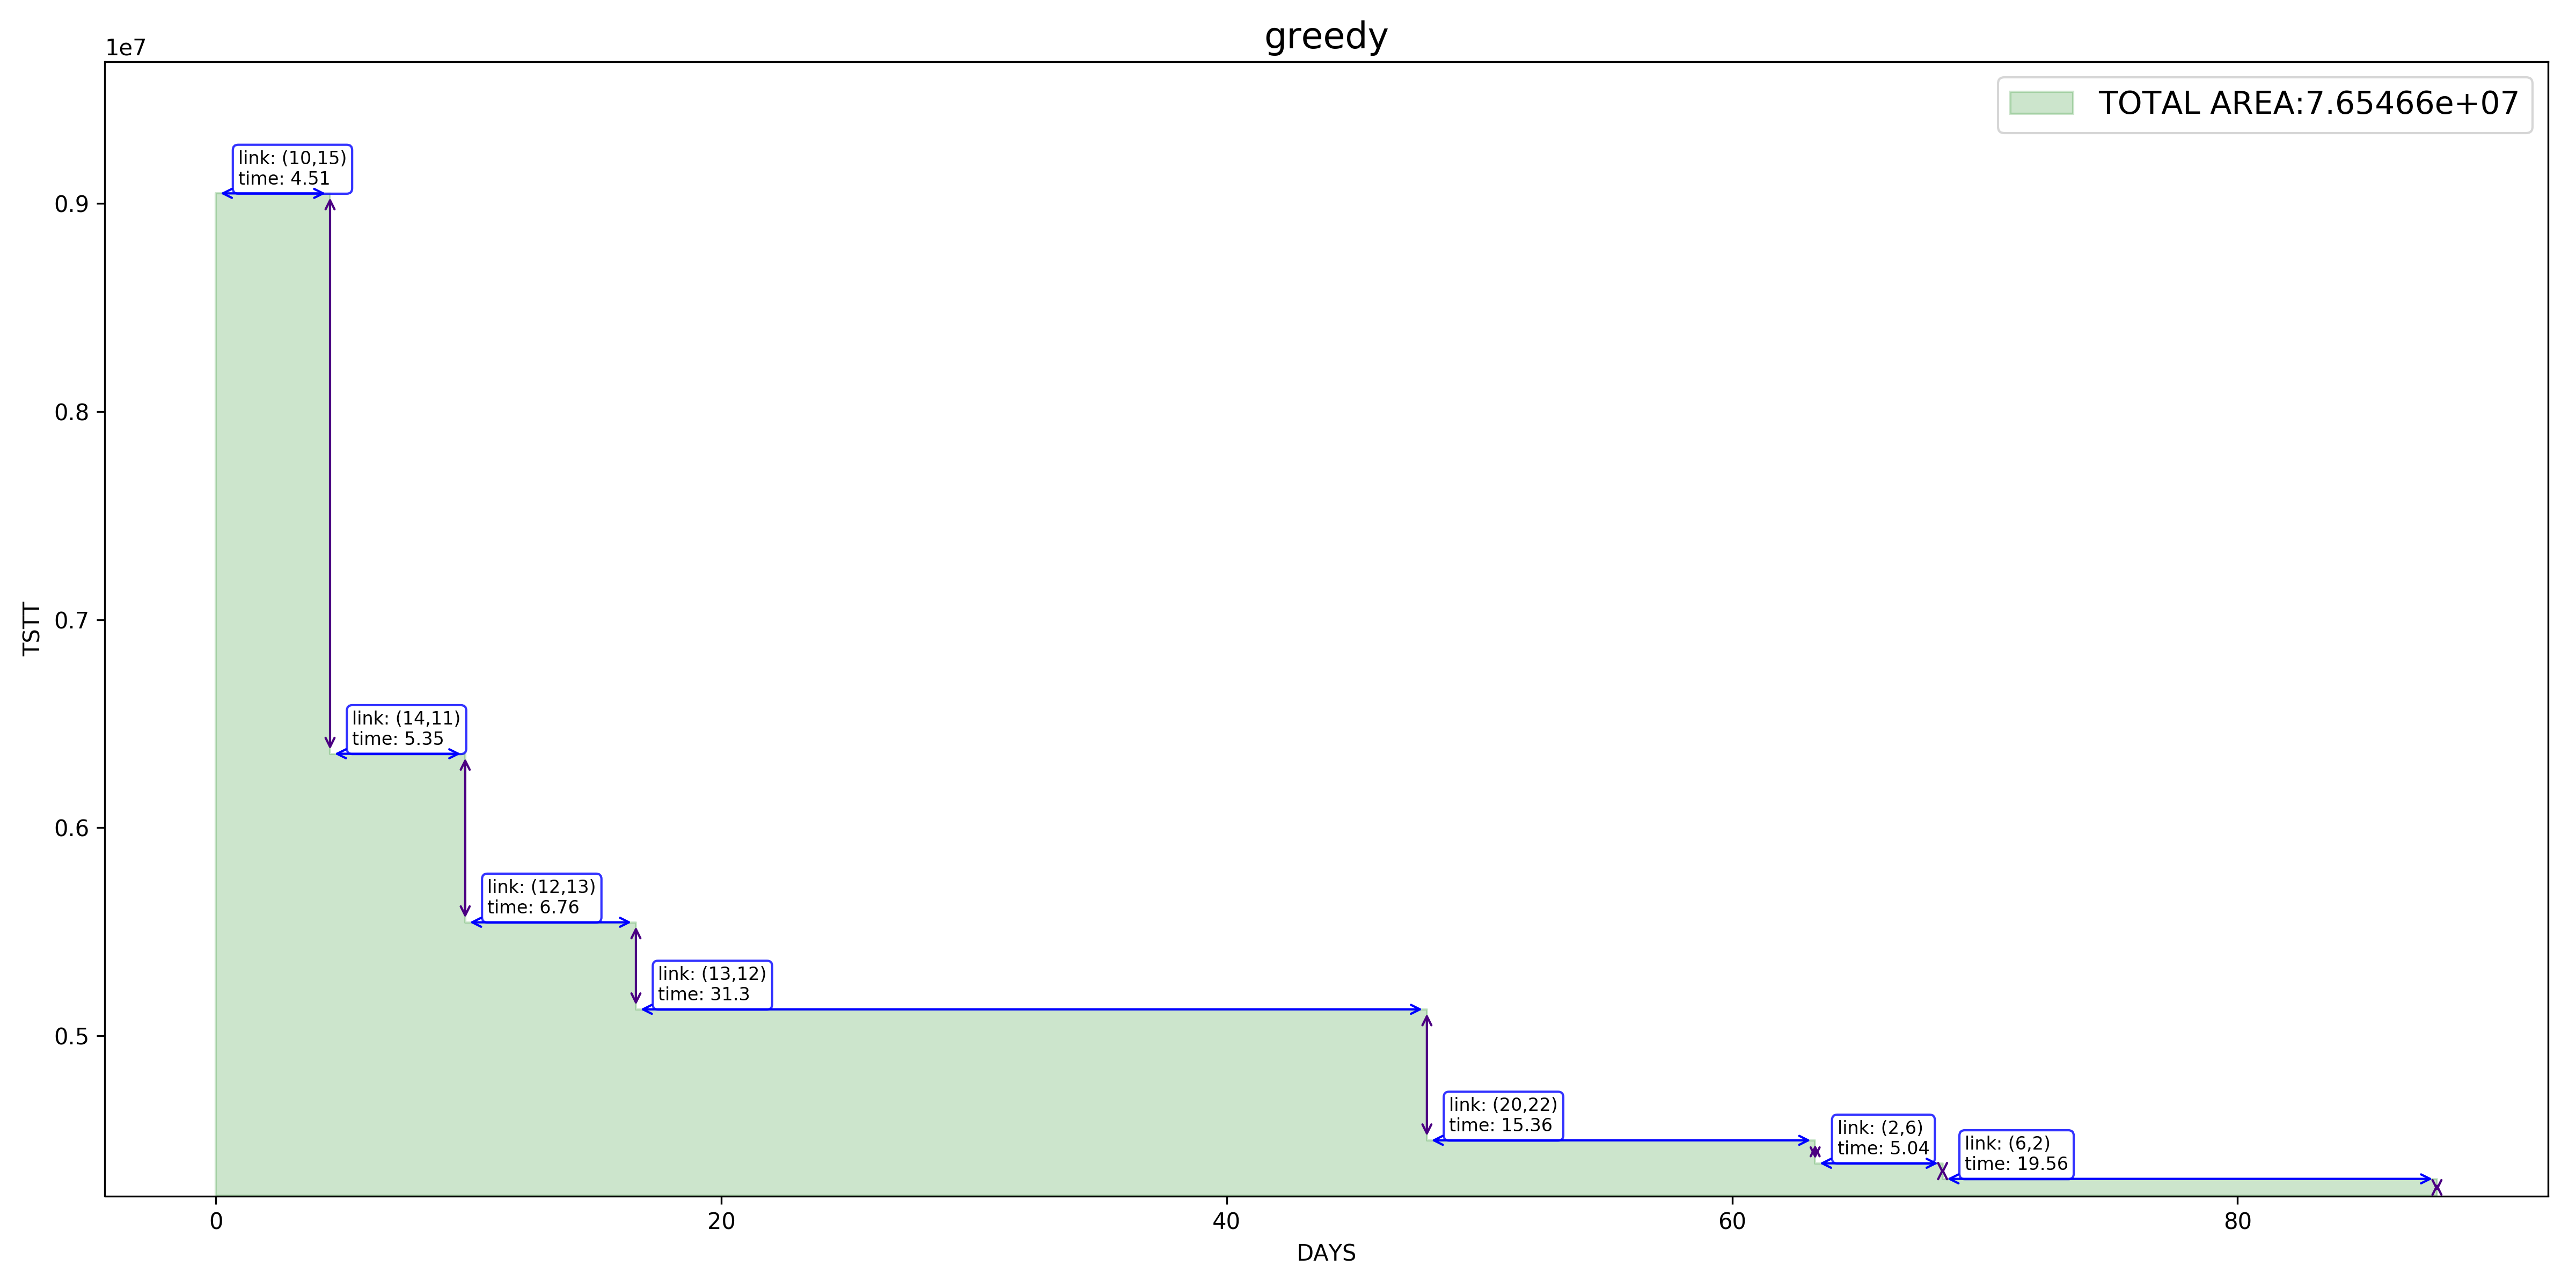 greedy
1e7
TOTAL AREA:7.65466e+07
link: (10,15)
time: 4.51
0.9
0.8
0.7
link: (14,11)
time: 5.35
0.6
link: (12,13)
time: 6.76
link: (13,12)
time: 31.3
0.5
link: (20,22)
time: 15.36
link: (2,6)
time: 5.04
link: (6,2)
time: 19.56
TSTT
0
20
40
60
80
DAYS